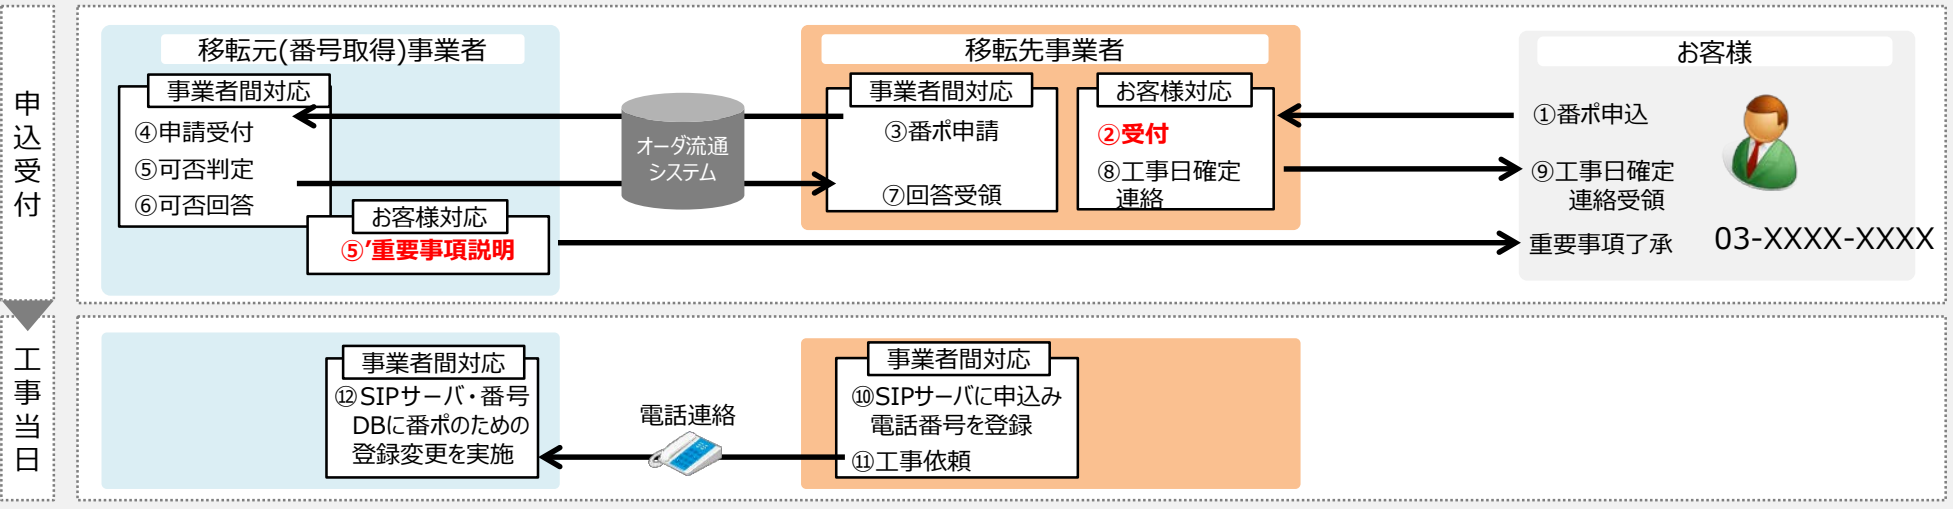 申込受付
移転元(番号取得)事業者
事業者間対応
④申請受付
⑤可否判定
⑥可否回答
お客様対応
⑤’重要事項説明
オーダ流通
システム
移転先事業者
事業者間対応
③番ポ申請
⑦回答受領
お客様対応
②受付
⑧工事日確定
連絡
お客様
①番ポ申込
⑨工事日確定
連絡受領
重要事項了承
03-XXXX-XXXX
工事当日
事業者間対応
⑫SIPサーバ・番号
DBに番ポのための
登録変更を実施
電話連絡
事業者間対応
⑩SIPサーバに申込み
電話番号を登録
⑪工事依頼